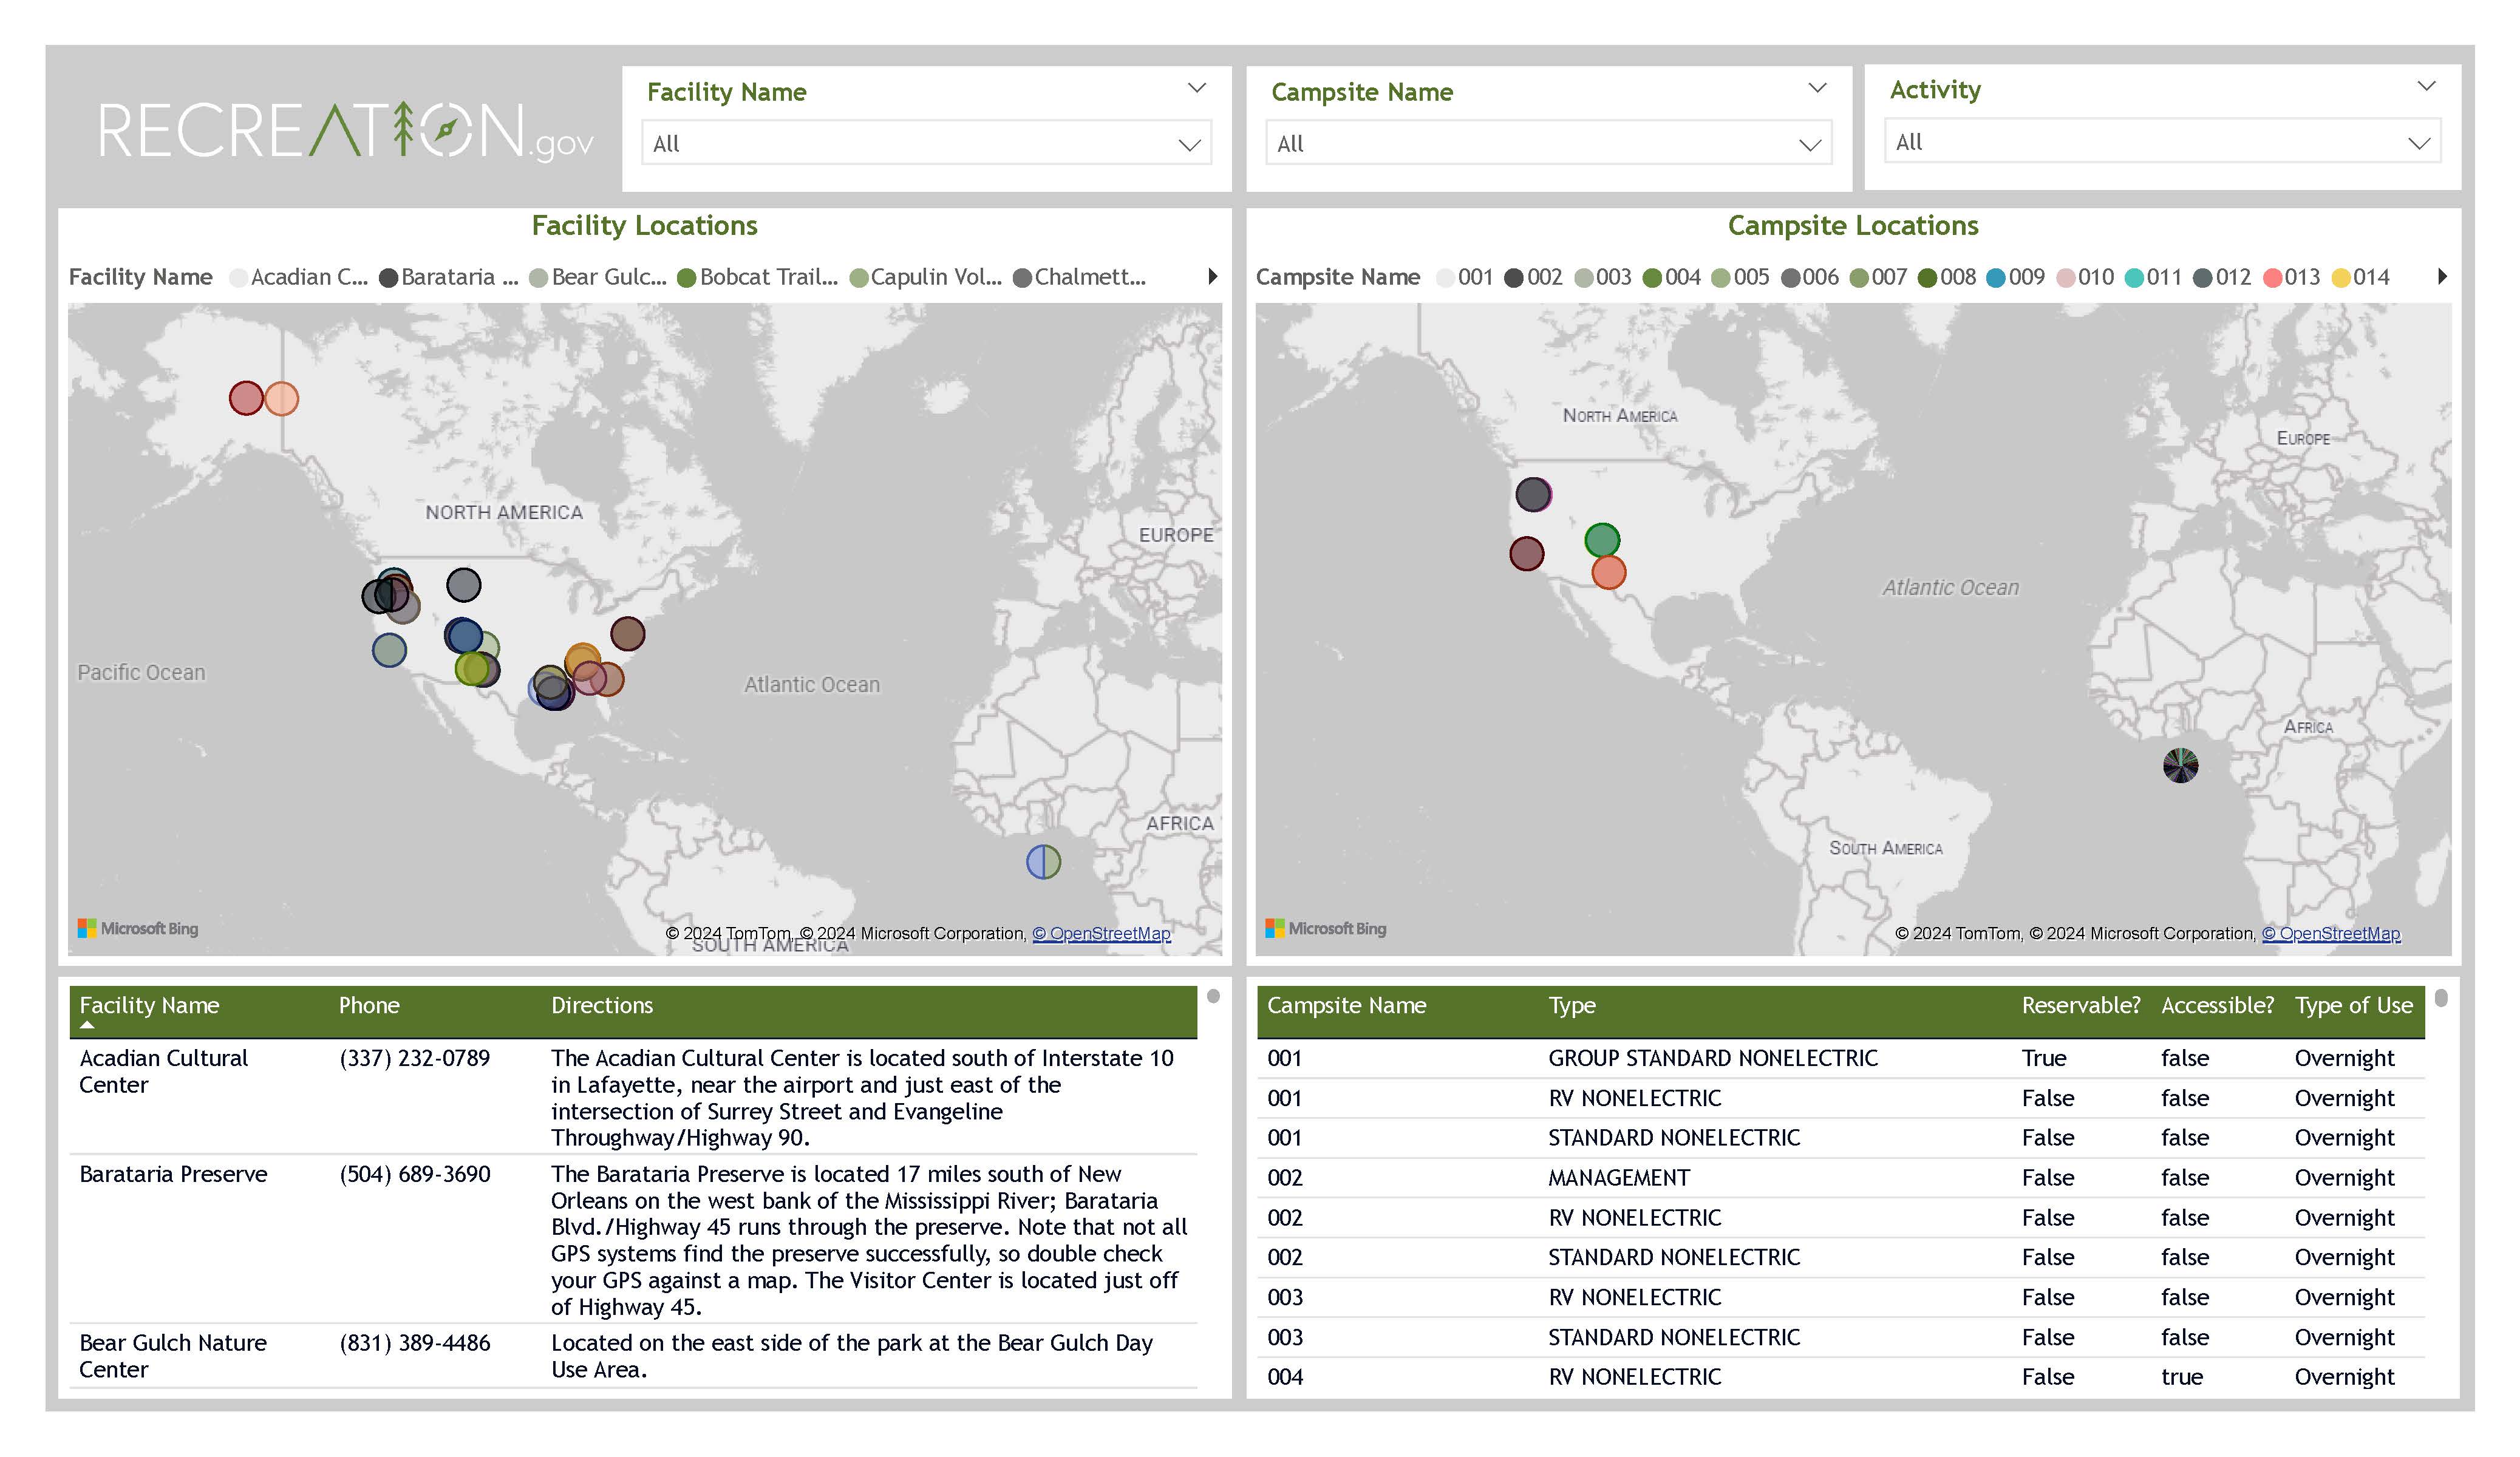 RECREATION.gov
Facility Name
All
Campsite Name
All
Activity
All
Facility Locations
Facility Name Acadian C... Barataria ... Bear Gulc... Bobcat Trail... Capulin Vol... Chalmett...
NORTH AMERICA
EUROPE
Pacific Ocean
Atlantic Ocean
AFRICA
Microsoft Bing
© 2024 TomTom, © 2024 Microsoft Corporation, © OpenStreetMap
SOUTH AMERICA
Campsite Locations
Campsite Name 001 002 003 004 005 006 007 008 009 010 011 012 013 014
NORTH AMERICA
EUROPE
Atlantic Ocean
AFRICA
SOUTH AMERICA
Microsoft Bing
© 2024 TomTom, © 2024 Microsoft Corporation, © OpenStreetMap
Facility Name Phone Directions
Acadian Cultural (337) 232-0789 The Acadian Cultural Center is located south of Interstate 10
Center in Lafayette, near the airport and just east of the
intersection of Surrey Street and Evangeline
Throughway/Highway 90.
Barataria Preserve (504) 689-3690 The Barataria Preserve is located 17 miles south of New
Orleans on the west bank of the Mississippi River; Barataria
Blvd./Highway 45 runs through the preserve. Note that not all
GPS systems find the preserve successfully, so double check
your GPS against a map. The Visitor Center is located just off
of Highway 45.
Bear Gulch Nature (831) 389-4486 Located on the east side of the park at the Bear Gulch Day
Center Use Area.
Campsite Name Type Reservable? Accessible? Type of Use
001 GROUP STANDARD NONELECTRIC True false Overnight
001 RV NONELECTRIC False false Overnight
001 STANDARD NONELECTRIC False false Overnight
002 MANAGEMENT False false Overnight
002 RV NONELECTRIC False false Overnight
002 STANDARD NONELECTRIC False false Overnight
003 RV NONELECTRIC False false Overnight
003 STANDARD NONELECTRIC False false Overnight
004 RV NONELECTRIC False true Overnight